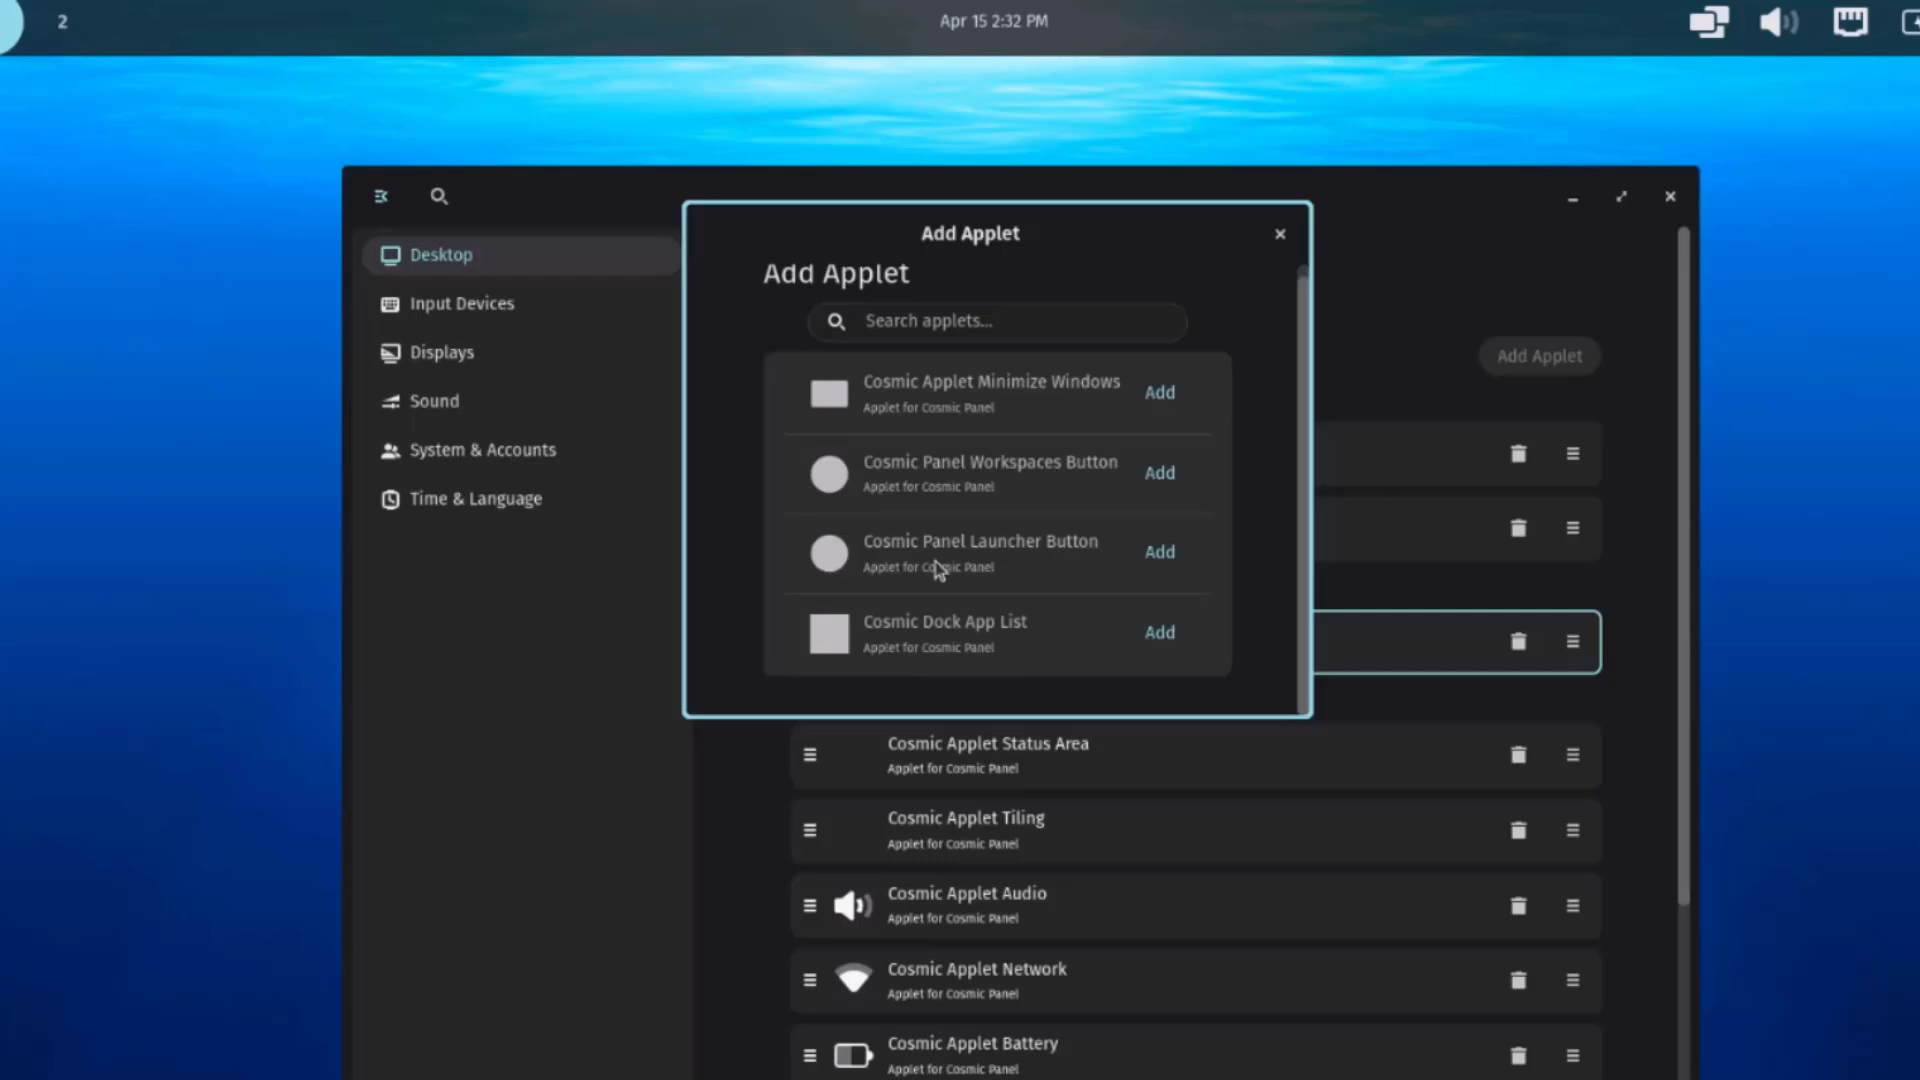 2
Apr 15 2:32 PM
Desktop
Input Devices
Displays
Sound
System & Accounts
Time & Language
Add Applet
Add Applet
Search applets...
Cosmic Applet Minimize Windows
Applet for Cosmic Panel
Add
Cosmic Panel Workspaces Button
Applet for Cosmic Panel
Add
Cosmic Panel Launcher Button
Applet for Cosmic Panel
Add
Cosmic Dock App List
Applet for Cosmic Panel
Add
Add Applet
Cosmic Applet Status Area
Applet for Cosmic Panel
Cosmic Applet Tiling
Applet for Cosmic Panel
Cosmic Applet Audio
Applet for Cosmic Panel
Cosmic Applet Network
Applet for Cosmic Panel
Cosmic Applet Battery
Applet for Cosmic Panel